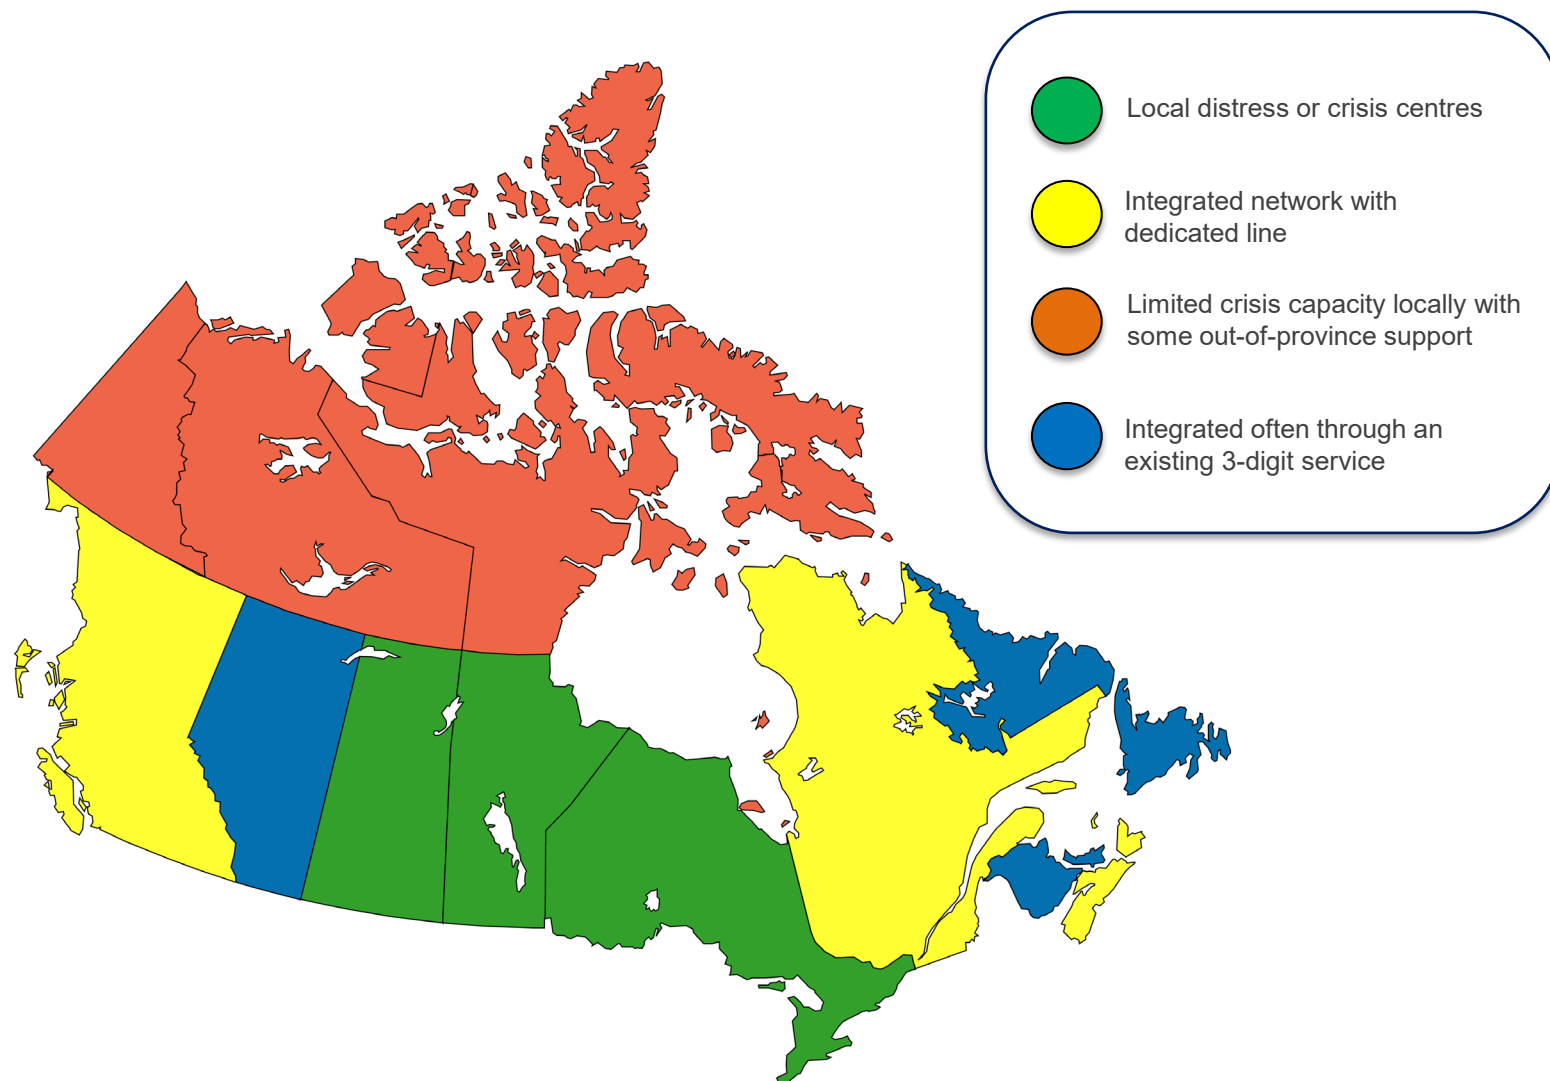 Local distress or crisis centres
Integrated network with
dedicated line
Limited crisis capacity locally with
some out-of-province support
Integrated often through an
existing 3-digit service